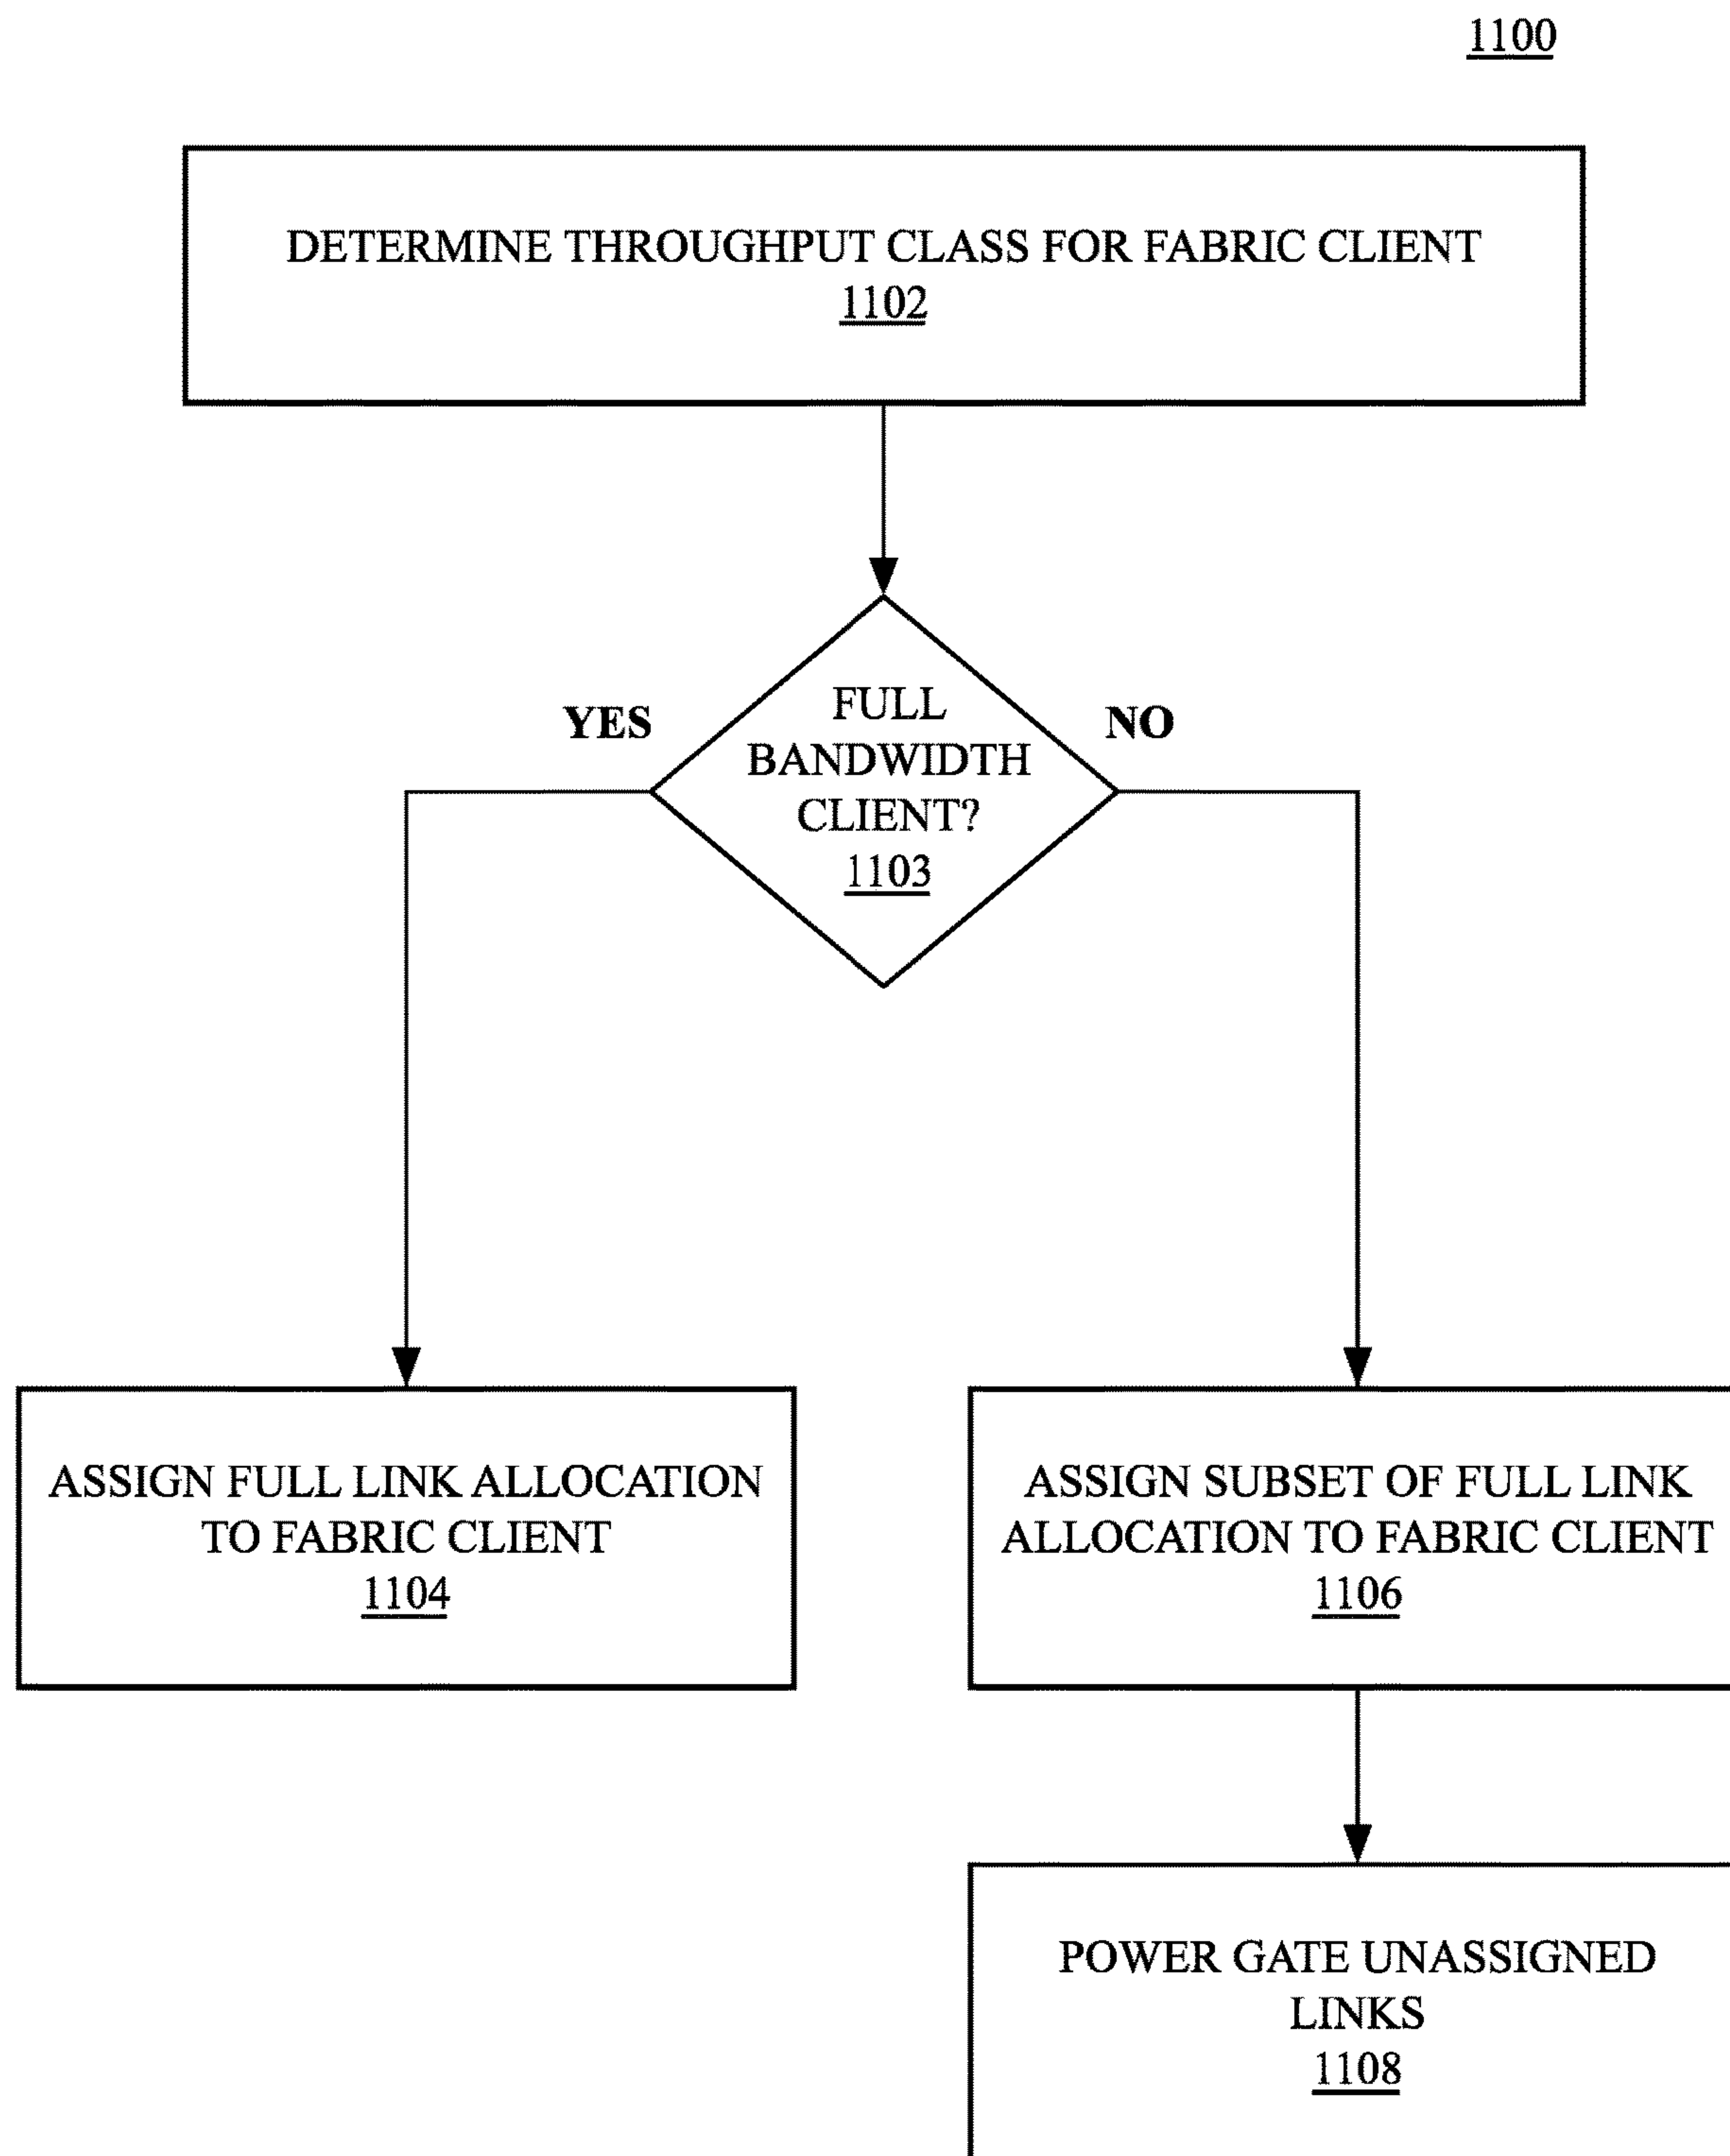 1100
DETERMINE THROUGHPUT CLASS FOR FABRIC CLIENT
1102
YES
FULL
BANDWIDTH
CLIENT?
1103
NO
ASSIGN FULL LINK ALLOCATION
TO FABRIC CLIENT
1104
ASSIGN SUBSET OF FULL LINK
ALLOCATION TO FABRIC CLIENT
1106
POWER GATE UNASSIGNED
LINKS
1108